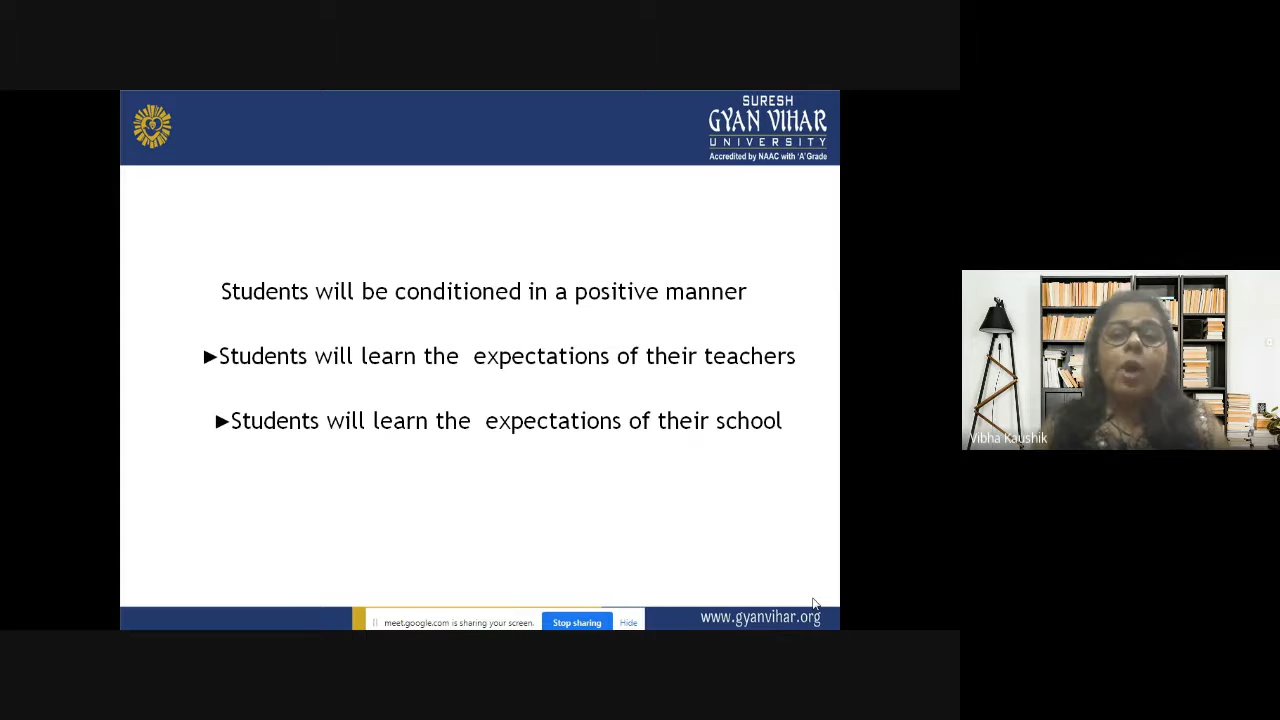 SURESH
GYAN VIHAR
UNIVERSITY
Accredited by NAAC with 'A' Grade
Students will be conditioned in a positive manner
►Students will learn the expectations of their teachers
►Students will learn the expectations of their school
Vibha Kaushik
meet.google.com is sharing your screen. Stop sharing Hide
www.gyanvihar.org